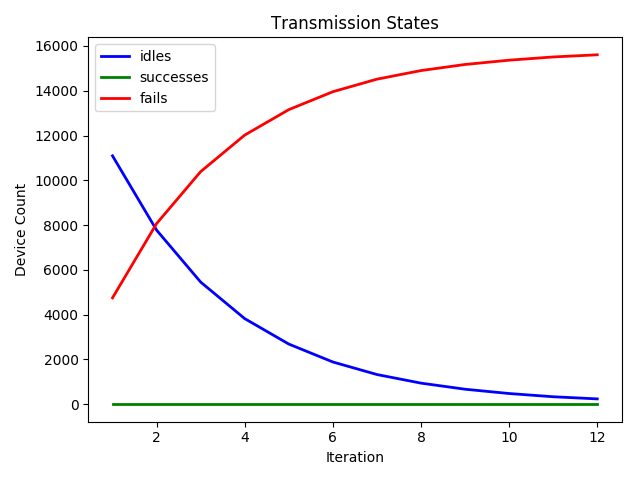 Transmission States
idles
successes
fails
16000
14000
12000
10000
8000
6000
4000
2000
0
Device Count
2 4 6 8 10 12
Iteration